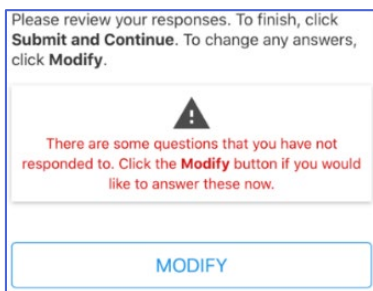 Please review your responses. To finish, click
Submit and Continue. To change any answers,
click Modify.
There are some questions that you have not
responded to. Click the Modify button if you would
like to answer these now.
MODIFY